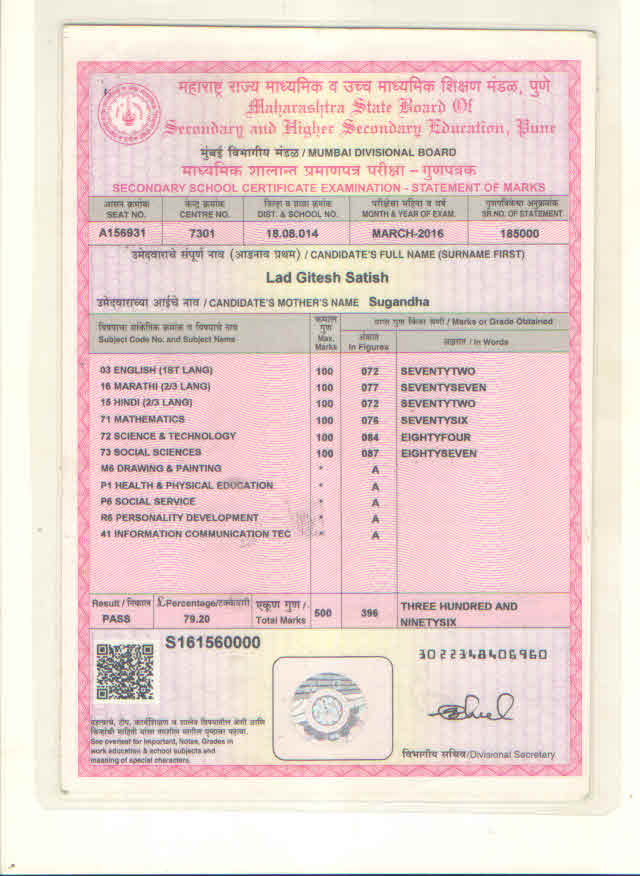 महाराष्ट्र राज्य माध्यमिक व उच्च माध्यमिक शिक्षण मंडळ, पुणे
Maharashtra State Board Of
Secondary and Higher Secondary Education, Pune
मुंबई विभागीय मंडळ / MUMBAI DIVISIONAL BOARD
माध्यमिक शालान्त प्रमाणपत्र परीक्षा – गुणपत्रक
SECONDARY SCHOOL CERTIFICATE EXAMINATION - STATEMENT OF MARKS
आसन क्रमांक केन्द्र क्रमांक जिल्हा व शाळा क्रमांक परीक्षेचा महिना व वर्ष गुणपत्रिकेचा अनुक्रमांक
SEAT NO. CENTRE NO. DIST. & SCHOOL NO. MONTH & YEAR OF EXAM. SR.NO. OF STATEMENT
A156931 7301 18.08.014 MARCH-2016 185000
उमेदवाराचे संपूर्ण नाव (आडनाव प्रथम) / CANDIDATE'S FULL NAME (SURNAME FIRST)
Lad Gitesh Satish
उमेदवाराच्या आईचे नाव / CANDIDATE'S MOTHER'S NAME Sugandha
विषयाचा सांकेतिक क्रमांक व विषयाचे नाव
Subject Code No. and Subject Name
कमाल गुण
Max. Marks
प्राप्त गुण किंवा श्रेणी / Marks or Grade Obtained
अंकात
In Figures
अक्षरात / In Words
03 ENGLISH (1ST LANG) 100 072 SEVENTYTWO
16 MARATHI (2/3 LANG) 100 077 SEVENTYSEVEN
15 HINDI (2/3 LANG) 100 072 SEVENTYTWO
71 MATHEMATICS 100 076 SEVENTYSIX
72 SCIENCE & TECHNOLOGY 100 084 EIGHTYFOUR
73 SOCIAL SCIENCES 100 087 EIGHTYSEVEN
M6 DRAWING & PAINTING * A
P1 HEALTH & PHYSICAL EDUCATION * A
P6 SOCIAL SERVICE * A
R6 PERSONALITY DEVELOPMENT * A
41 INFORMATION COMMUNICATION TEC * A
Result / निकाल £Percentage/टक्केवारी एकूण गुण / 500 396 THREE HUNDRED AND
PASS 79.20 Total Marks NINETYSIX
S161560000
3022348406960
See overleaf for Important, Notes, Grades in
work education & school subjects and
meaning of special characters.
विभागीय सचिव/Divisional Secretary